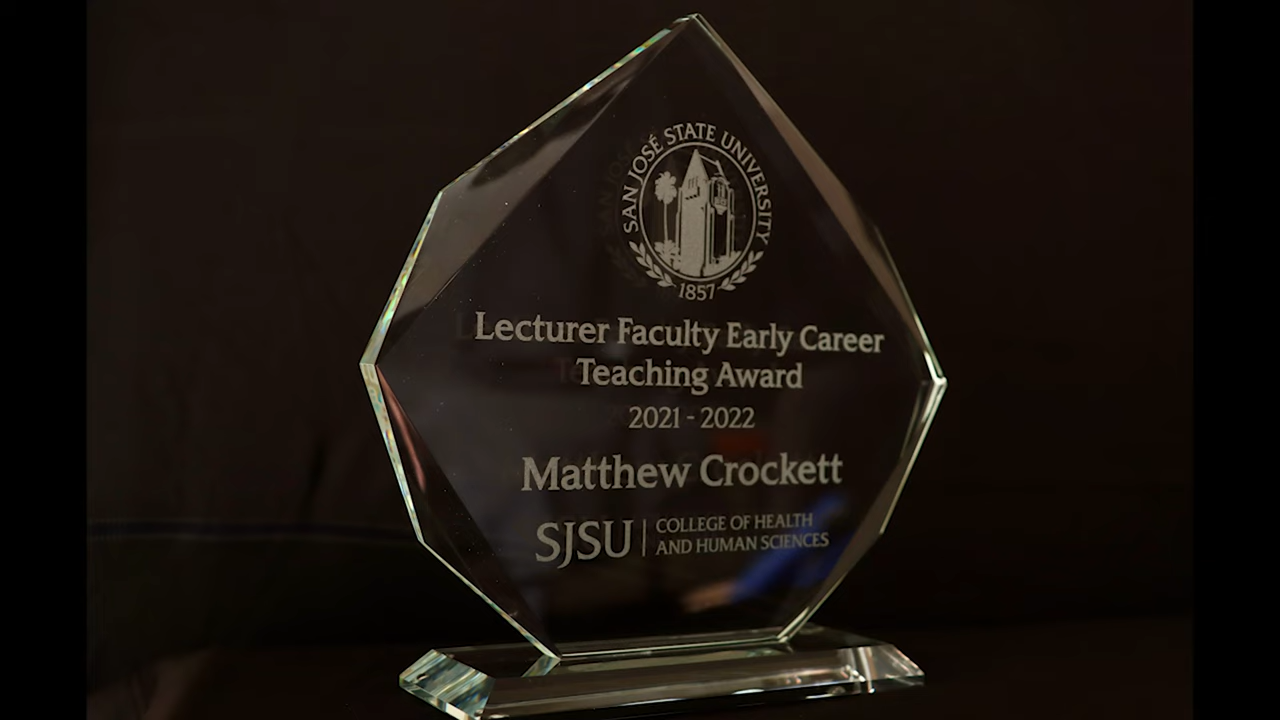 SAN JOSÉ STATE UNIVERSITY
1857
Lecturer Faculty Early Career
Teaching Award
2021 - 2022
Matthew Crockett
SJSU | COLLEGE OF HEALTH
AND HUMAN SCIENCES